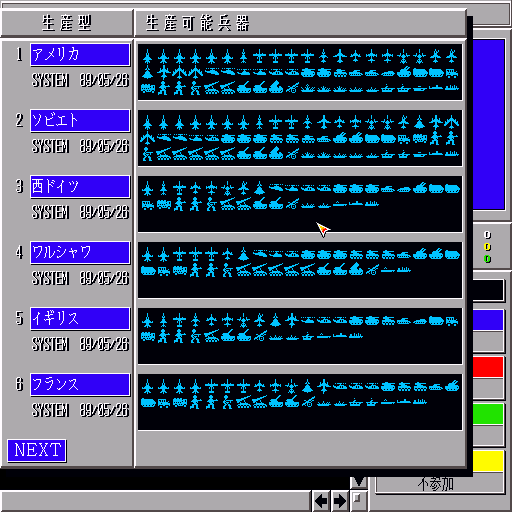 生産型 生産可能兵器
1 アメリカ
SYSTEM 89/05/26
2 ソビエト
SYSTEM 89/05/26
3 西ドイツ
SYSTEM 89/05/26
4 ワルシャワ
SYSTEM 89/05/26
5 イギリス
SYSTEM 89/05/26
6 フランス
SYSTEM 89/05/26
NEXT
0
0
0
不参加